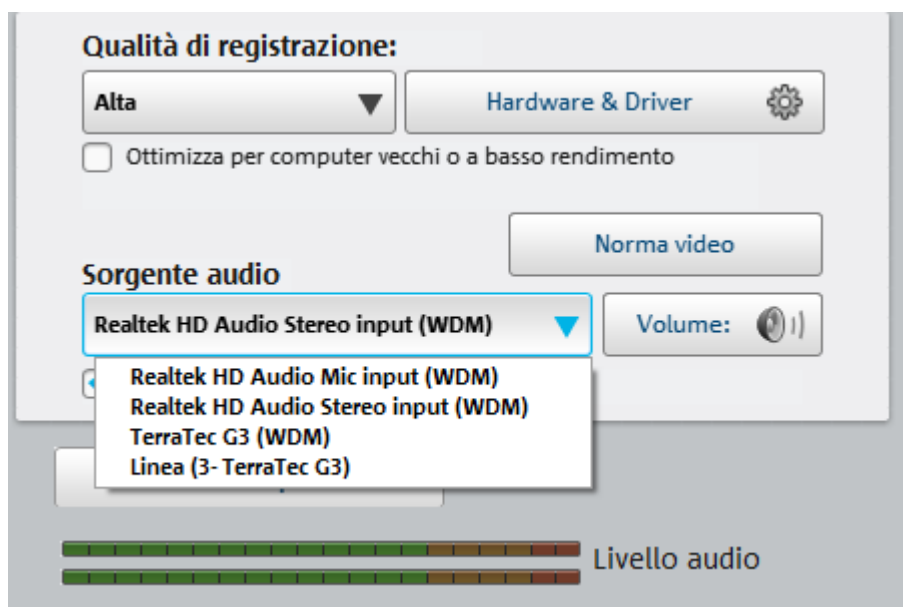 Qualità di registrazione:
Alta
Hardware & Driver
Ottimizza per computer vecchi o a basso rendimento
Norma video
Sorgente audio
Realtek HD Audio Stereo input (WDM)
Volume:
Realtek HD Audio Mic input (WDM)
Realtek HD Audio Stereo input (WDM)
TerraTec G3 (WDM)
Linea (3- TerraTec G3)
Livello audio